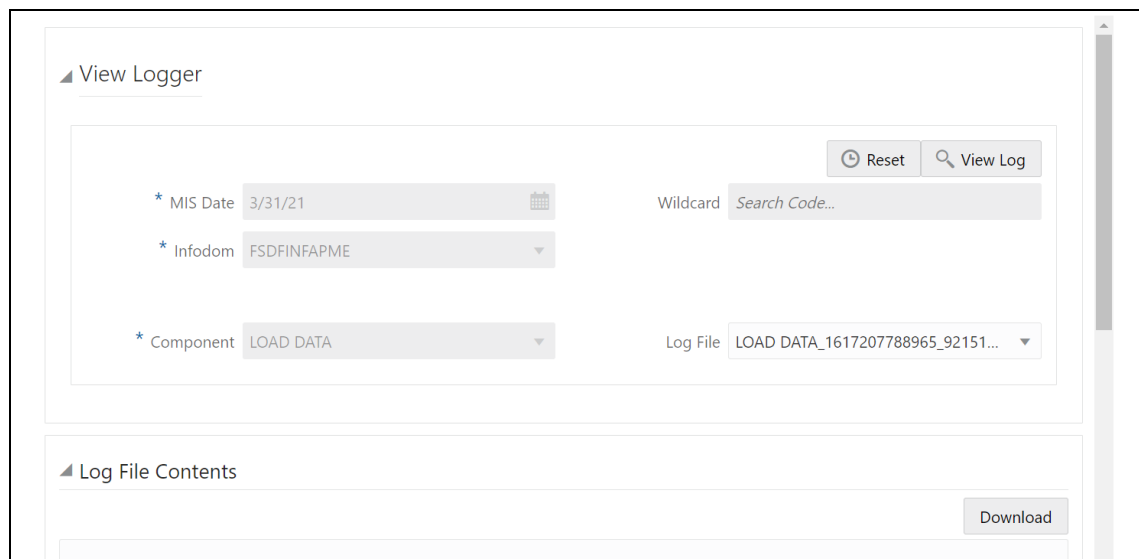 View Logger
Reset View Log
* MIS Date 3/31/21 Wildcard Search Code...
* Infodom FSDFINFAPME
* Component LOAD DATA Log File LOAD DATA_1617207788965_92151...
Log File Contents
Download